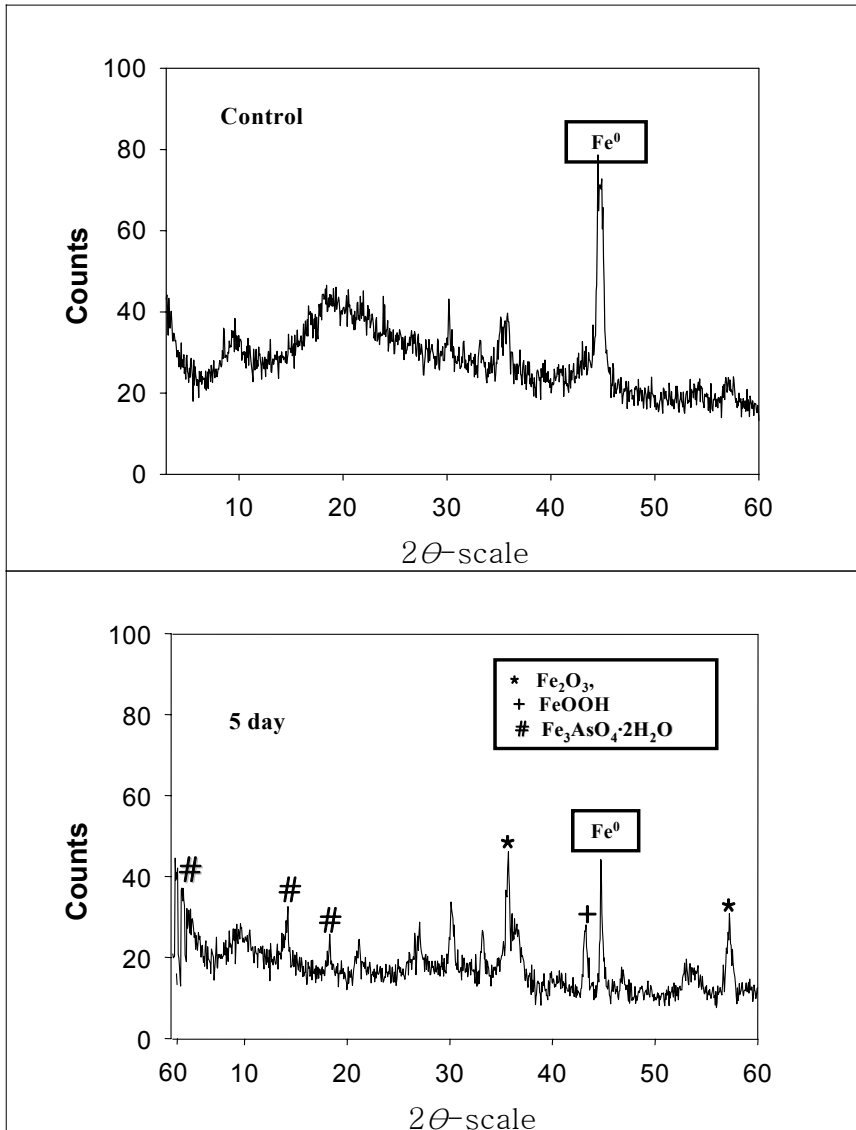 100
Control
Fe⁰
80
60
40
20
0
Counts
10 20 30 40 50 60
2θ-scale
100
* Fe₂O₃,
+ FeOOH
# Fe₃AsO₄·2H₂O
5 day
80
60
40
20
0
Counts
Fe⁰
*
#
#
#
+
*
60 10 20 30 40 50 60
2θ-scale